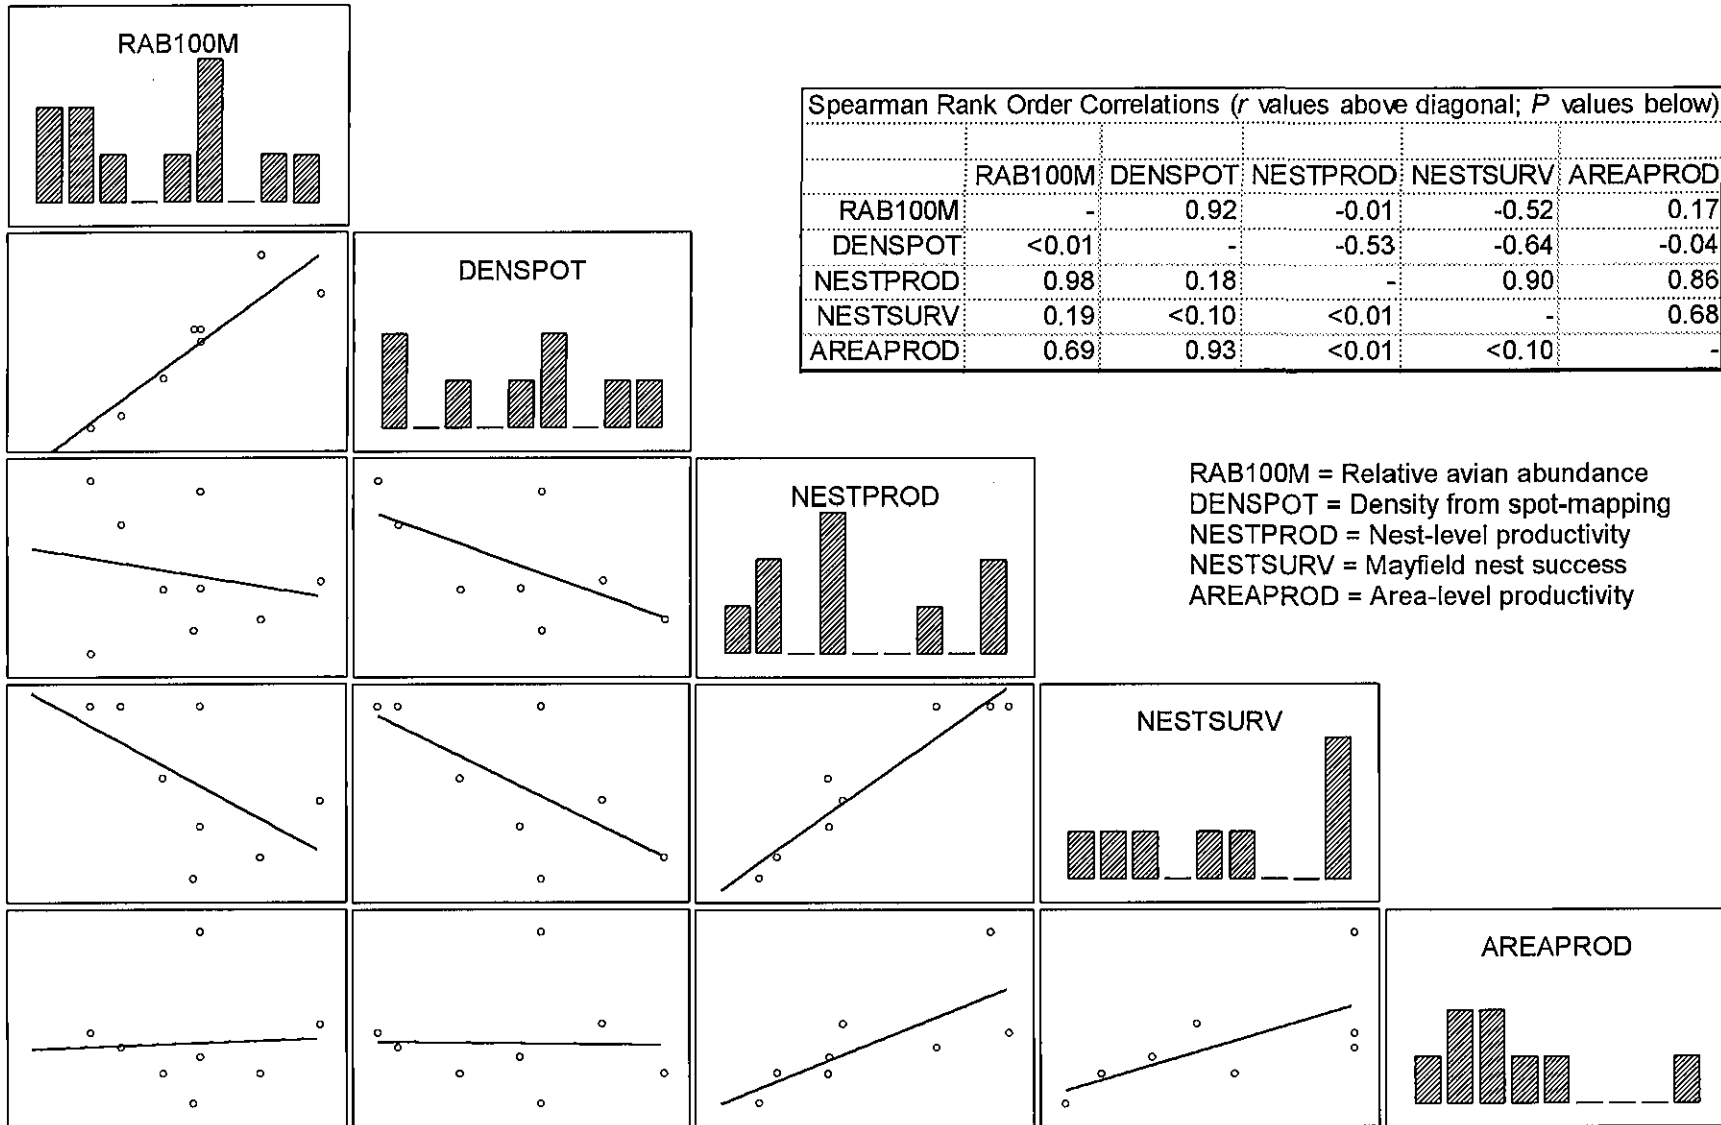 RAB100M
Spearman Rank Order Correlations (r values above diagonal; P values below)
RAB100M DENSPOT NESTPROD NESTSURV AREAPROD
RAB100M - 0.92 -0.01 -0.52 0.17
DENSPOT <0.01 - -0.53 -0.64 -0.04
NESTPROD 0.98 0.18 - 0.90 0.86
NESTSURV 0.19 <0.10 <0.01 - 0.68
AREAPROD 0.69 0.93 <0.01 <0.10 -
DENSPOT
NESTPROD
RAB100M = Relative avian abundance
DENSPOT = Density from spot-mapping
NESTPROD = Nest-level productivity
NESTSURV = Mayfield nest success
AREAPROD = Area-level productivity
NESTSURV
AREAPROD